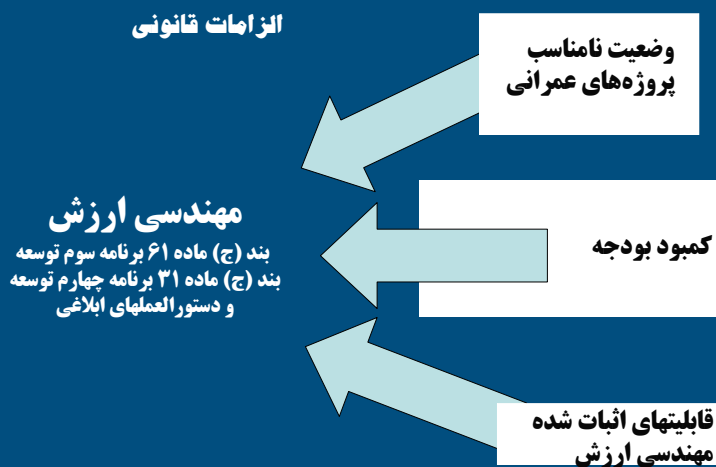 الزامات قانونی
وضعیت نامناسب
پروژه‌های عمرانی
مهندسی ارزش
بند (ج) ماده ۶۱ برنامه سوم توسعه
بند (ج) ماده ۳۱ برنامه چهارم توسعه
و دستورالعملهای ابلاغی
کمبود بودجه
قابلیتهای اثبات شده
مهندسی ارزش